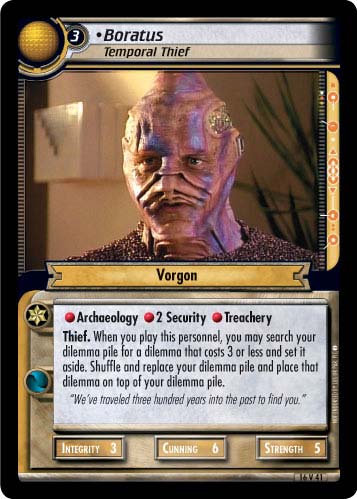 3 •Boratus
Temporal Thief
Vorgon
Archaeology 2 Security Treachery
Thief. When you play this personnel, you may search your
dilemma pile for a dilemma that costs 3 or less and set it
aside. Shuffle and replace your dilemma pile and place that
dilemma on top of your dilemma pile.
"We've traveled three hundred years into the past to find you."
Integrity 3 Cunning 6 Strength 5
16 V 41